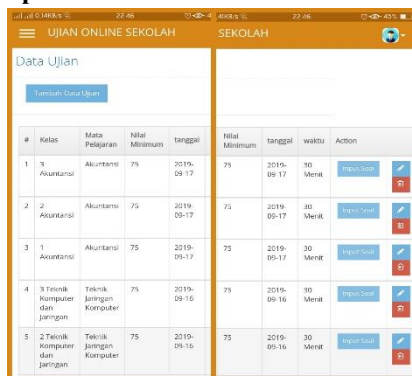 0.14KB/s 22.46
UJIAN ONLINE SEKOLAH
Data UJian
Tambah Data Ujian
# Kelas Mata Pelajaran Nilai Minimum tanggal
1 3 Akuntansi Akuntansi 75 2019-09-17
2 2 Akuntansi Akuntansi 75 2019-09-17
3 1 Akuntansi Akuntansi 75 2019-09-17
4 3 Teknik Komputer dan Jaringan Teknik Jaringan Komputer 75 2019-09-16
5 2 Teknik Komputer dan Jaringan Teknik Jaringan Komputer 75 2019-09-16
22.46 45%
SEKOLAH
Nilai Minimum tanggal waktu Action
75 2019-09-17 30 Menit Input Soal
75 2019-09-17 30 Menit Input Soal
75 2019-09-17 30 Menit Input Soal
75 2019-09-16 30 Menit Input Soal
75 2019-09-16 30 Menit Input Soal